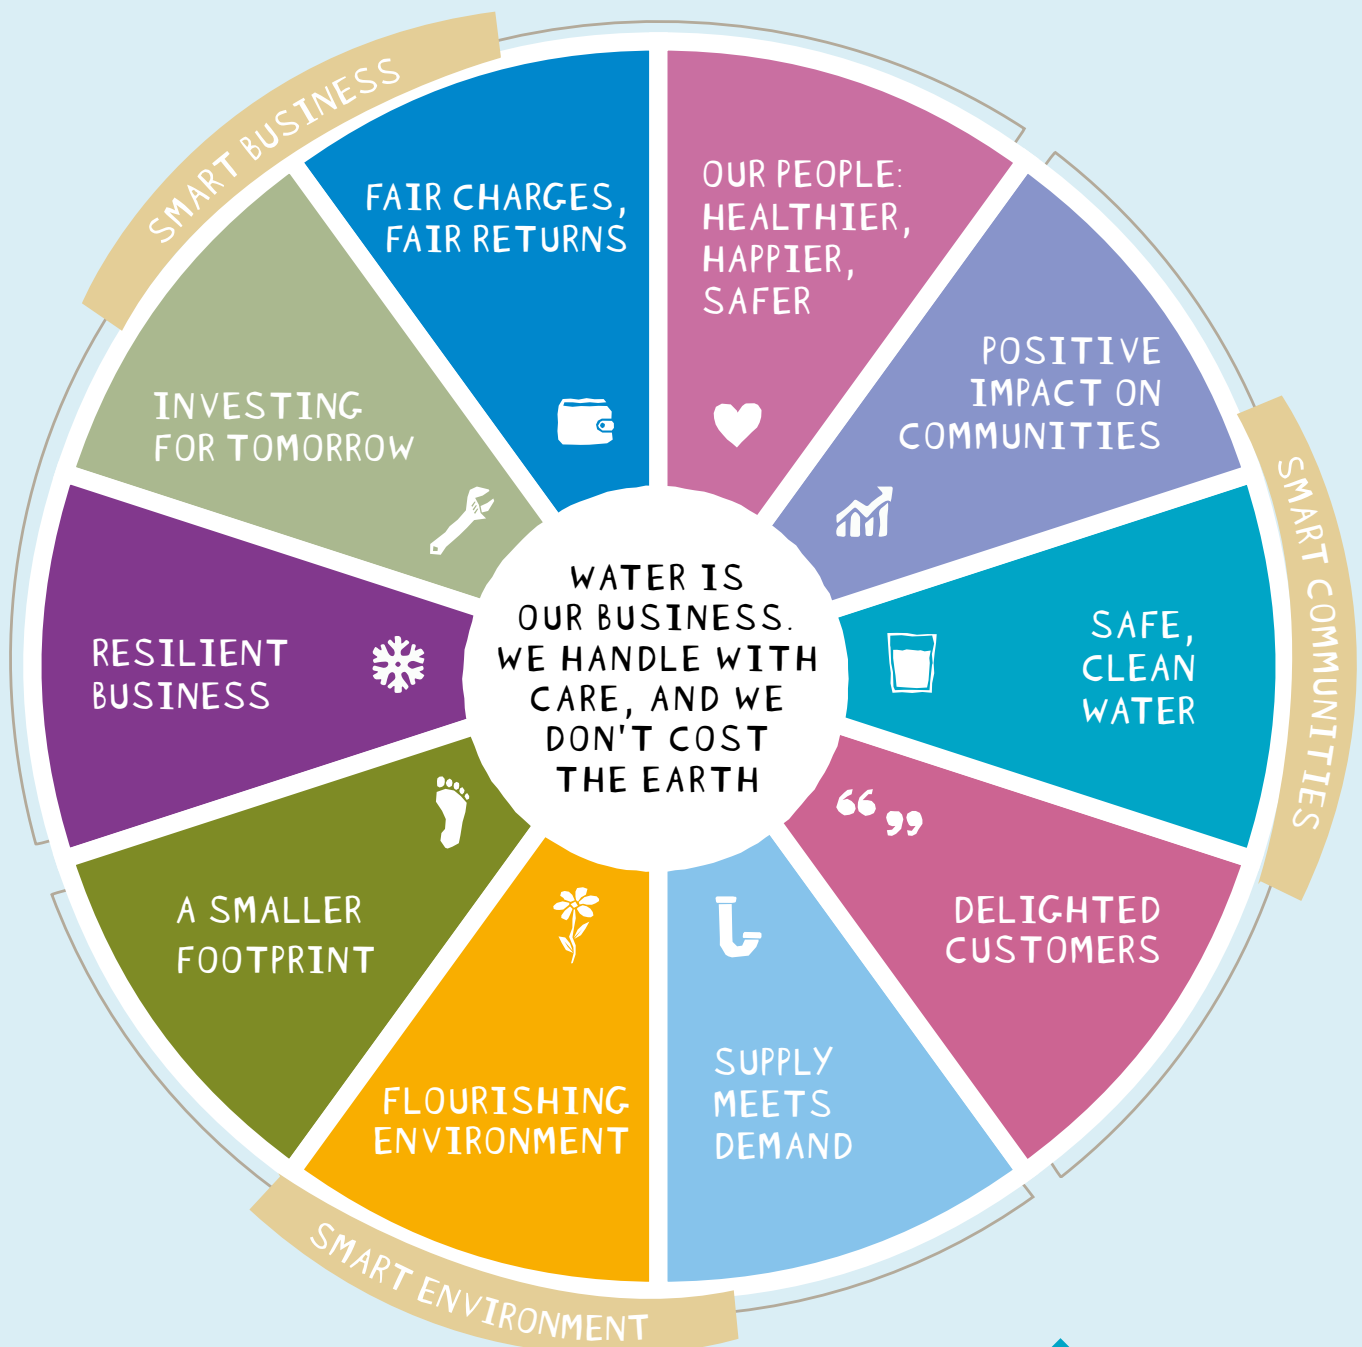 SMART BUSINESS
FAIR CHARGES,
FAIR RETURNS
OUR PEOPLE:
HEALTHIER,
HAPPIER,
SAFER
POSITIVE
IMPACT ON
COMMUNITIES
SMART COMMUNITIES
SAFE,
CLEAN
WATER
DELIGHTED
CUSTOMERS
SUPPLY
MEETS
DEMAND
FLOURISHING
ENVIRONMENT
SMART ENVIRONMENT
A SMALLER
FOOTPRINT
RESILIENT
BUSINESS
INVESTING
FOR TOMORROW
WATER IS
OUR BUSINESS.
WE HANDLE WITH
CARE, AND WE
DON'T COST
THE EARTH